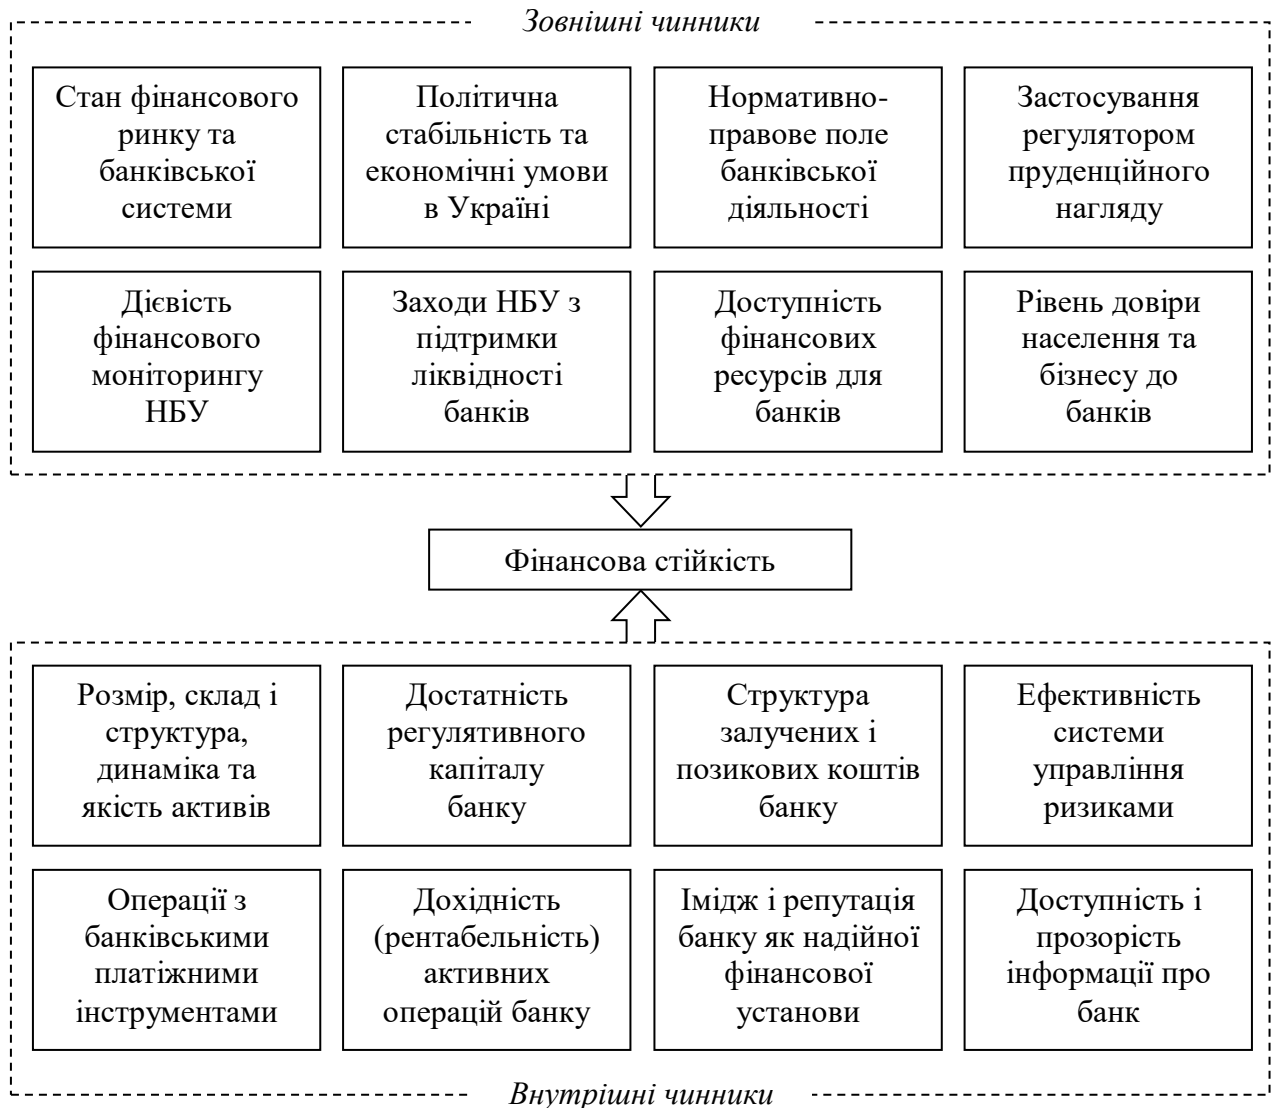 Зовнішні чинники
Стан фінансового
ринку та
банківської
системи
Політична
стабільність та
економічні умови
в Україні
Нормативно-
правове поле
банківської
діяльності
Застосування
регулятором
пруденційного
нагляду
Дієвість
фінансового
моніторингу
НБУ
Заходи НБУ з
підтримки
ліквідності
банків
Доступність
фінансових
ресурсів для
банків
Рівень довіри
населення та
бізнесу до
банків
Фінансова стійкість
Розмір, склад і
структура,
динаміка та
якість активів
Достатність
регулятивного
капіталу
банку
Структура
залучених і
позикових коштів
банку
Ефективність
системи
управління
ризиками
Операції з
банківськими
платіжними
інструментами
Дохідність
(рентабельність)
активних
операцій банку
Імідж і репутація
банку як надійної
фінансової
установи
Доступність і
прозорість
інформації про
банк
Внутрішні чинники